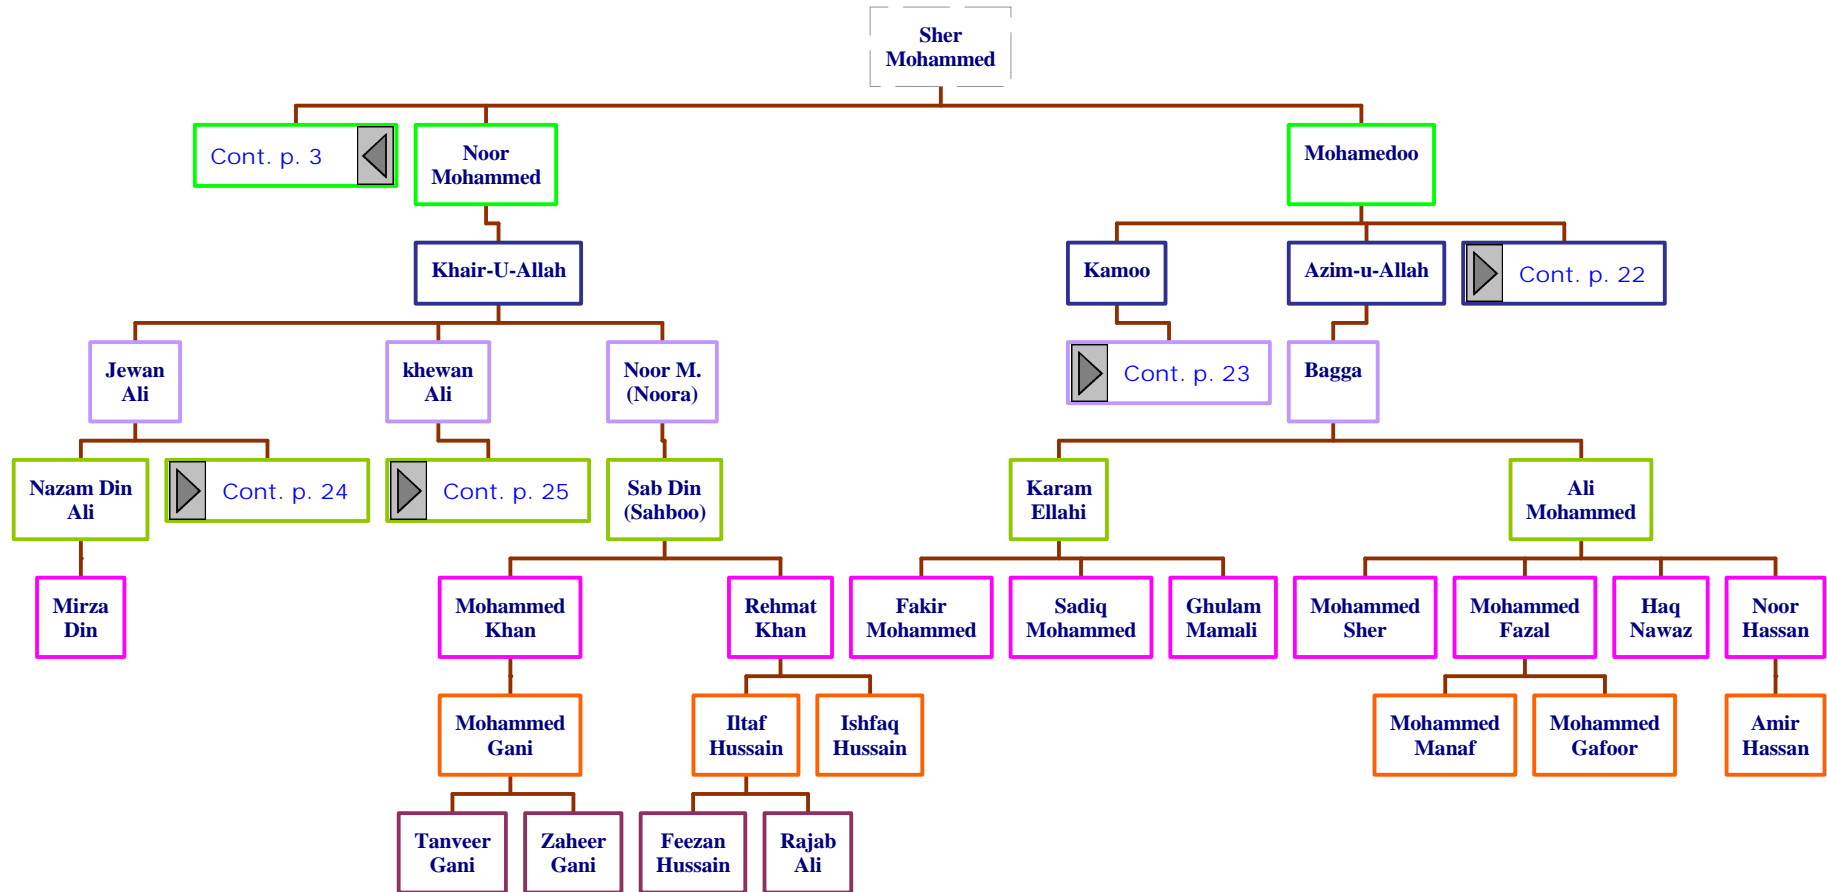 Sher
Mohammed
Cont. p. 3
Noor
Mohammed
Mohamedoo
Khair-U-Allah
Kamoo
Azim-u-Allah
Cont. p. 22
Jewan
Ali
khewan
Ali
Noor M.
(Noora)
Cont. p. 23
Bagga
Nazam Din
Ali
Cont. p. 24
Cont. p. 25
Sab Din
(Sahboo)
Karam
Ellahi
Ali
Mohammed
Mirza
Din
Mohammed
Khan
Rehmat
Khan
Fakir
Mohammed
Sadiq
Mohammed
Ghulam
Mamali
Mohammed
Sher
Mohammed
Fazal
Haq
Nawaz
Noor
Hassan
Mohammed
Gani
Iltaf
Hussain
Ishfaq
Hussain
Mohammed
Manaf
Mohammed
Gafoor
Amir
Hassan
Tanveer
Gani
Zaheer
Gani
Feezan
Hussain
Rajab
Ali